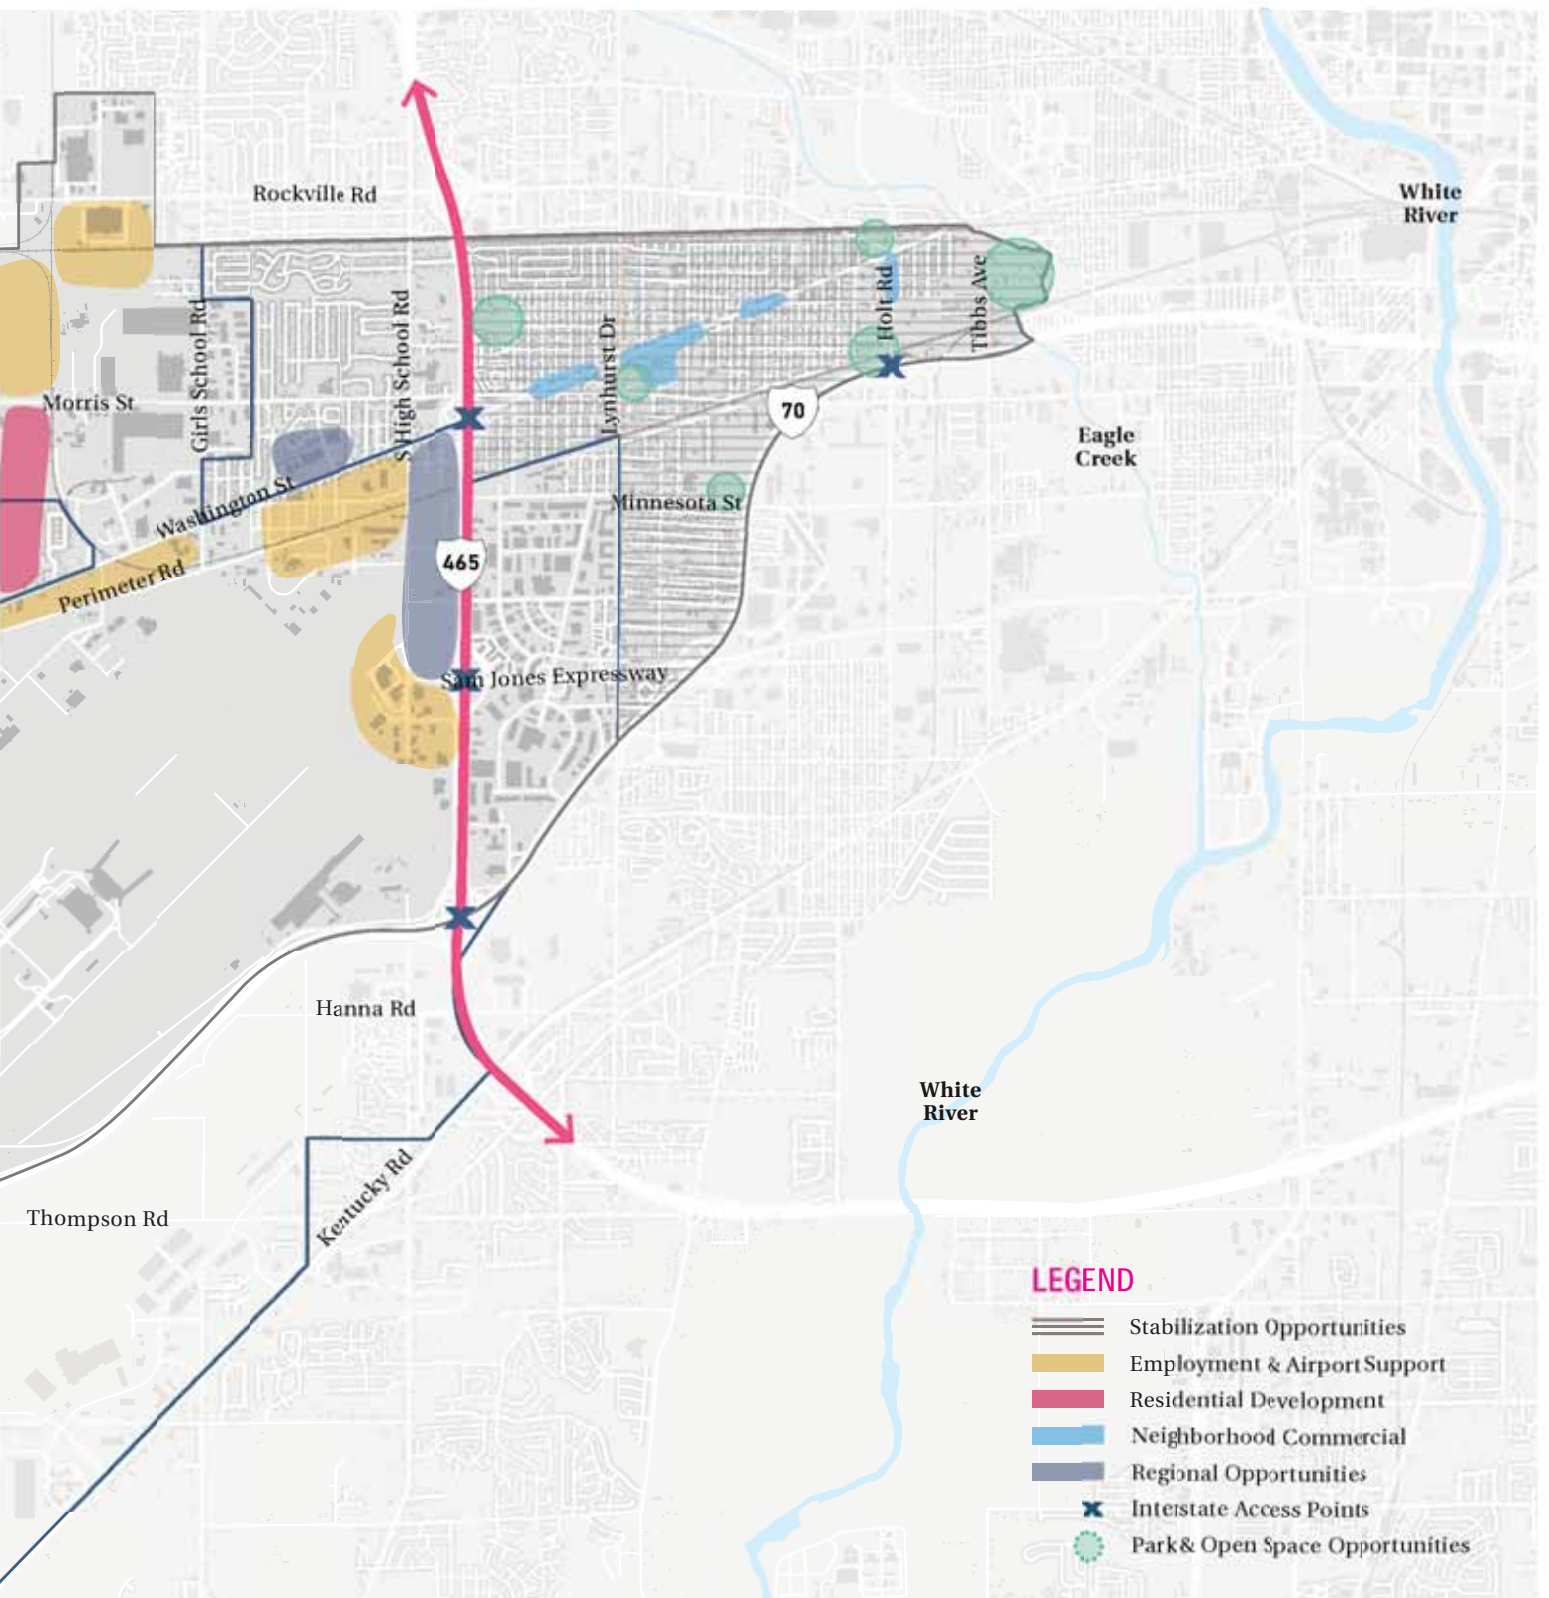 Rockville Rd
White
River
Girls School Rd
S High School Rd
Lynhurst Dr
Holt Rd
Tibbs Ave
Morris St
70
Eagle
Creek
Washington St
Minnesota St
465
Perimeter Rd
Sam Jones Expressway
Hanna Rd
White
River
Kentucky Rd
Thompson Rd
LEGEND
Stabilization Opportunities
Employment & Airport Support
Residential Development
Neighborhood Commercial
Regional Opportunities
Interstate Access Points
Park & Open Space Opportunities